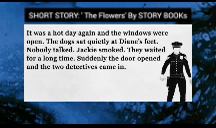 SHORT STORY: 'The Flowers' By STORY BOOKs
It was a hot day again and the windows were
open. The dogs sat quietly at Diane's feet.
Nobody talked. Jackie smoked. They waited
for a long time. Suddenly the door opened
and the two detectives came in.